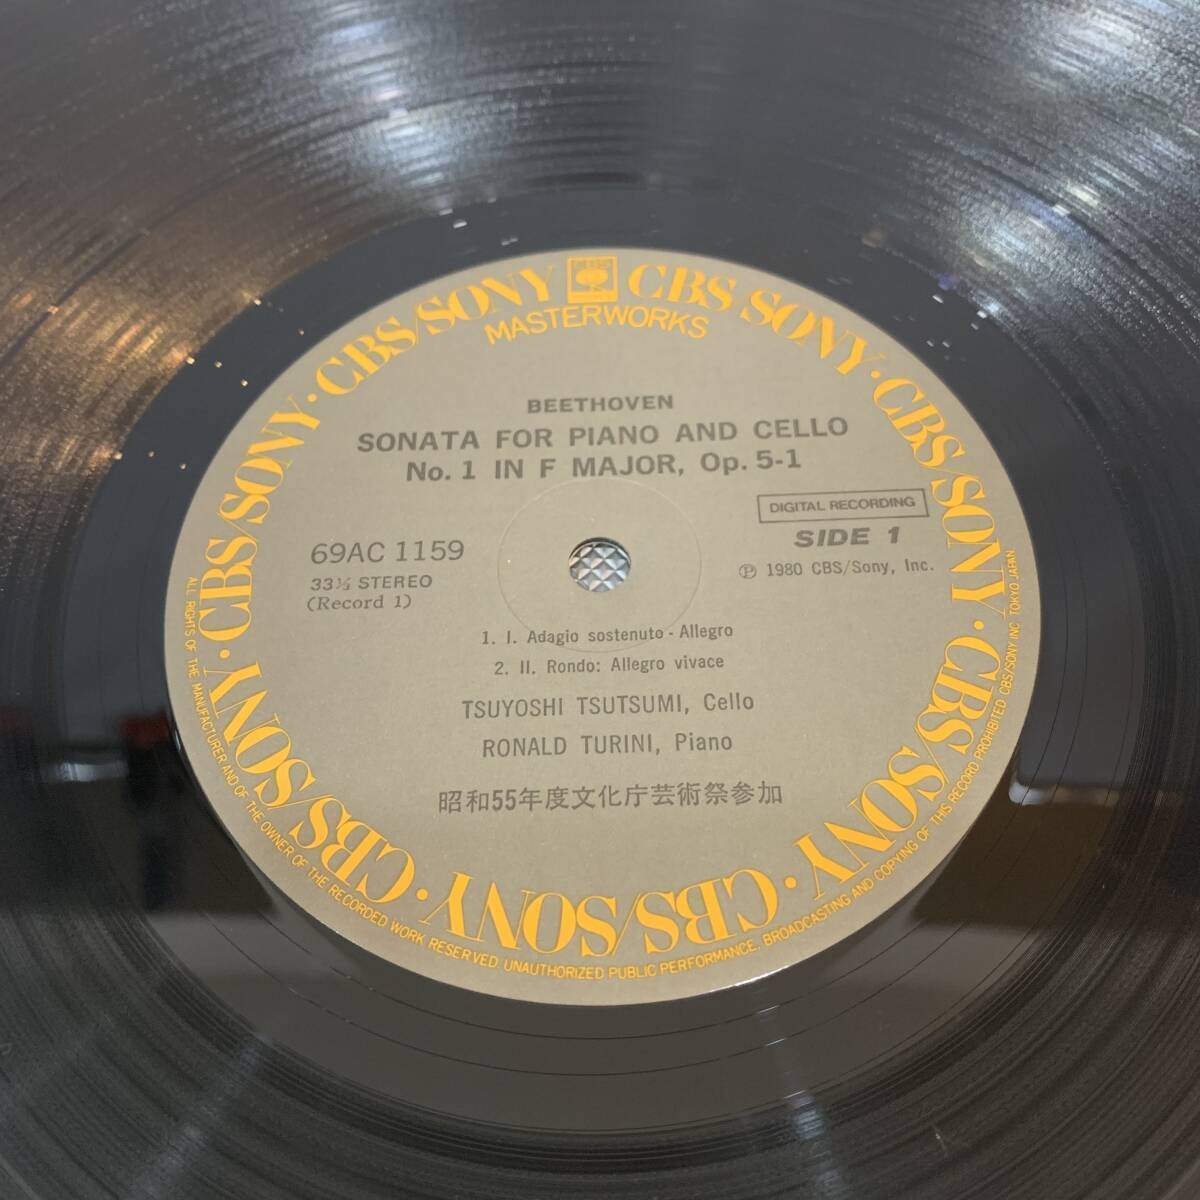 CBS/SONY · CBS SONY · CBS/SONY · CBS/SONY · CBS/SONY · CBS/SONY · CBS/SONY · CBS/SONY · CBS/SONY ·
MASTERWORKS
BEETHOVEN
SONATA FOR PIANO AND CELLO
No. 1 IN F MAJOR, Op. 5-1
DIGITAL RECORDING
69AC 1159
SIDE 1
33⅓ STEREO
℗ 1980 CBS/Sony, Inc.
(Record 1)
1. I. Adagio sostenuto - Allegro
2. II. Rondo: Allegro vivace
TSUYOSHI TSUTSUMI, Cello
RONALD TURINI, Piano
昭和55年度文化庁芸術祭参加
ALL RIGHTS OF THE MANUFACTURER AND OF THE OWNER OF THE RECORDED WORK RESERVED UNAUTHORIZED PUBLIC PERFORMANCE, BROADCASTING AND COPYING OF THIS RECORD PROHIBITED CBS/SONY INC TOKYO JAPAN